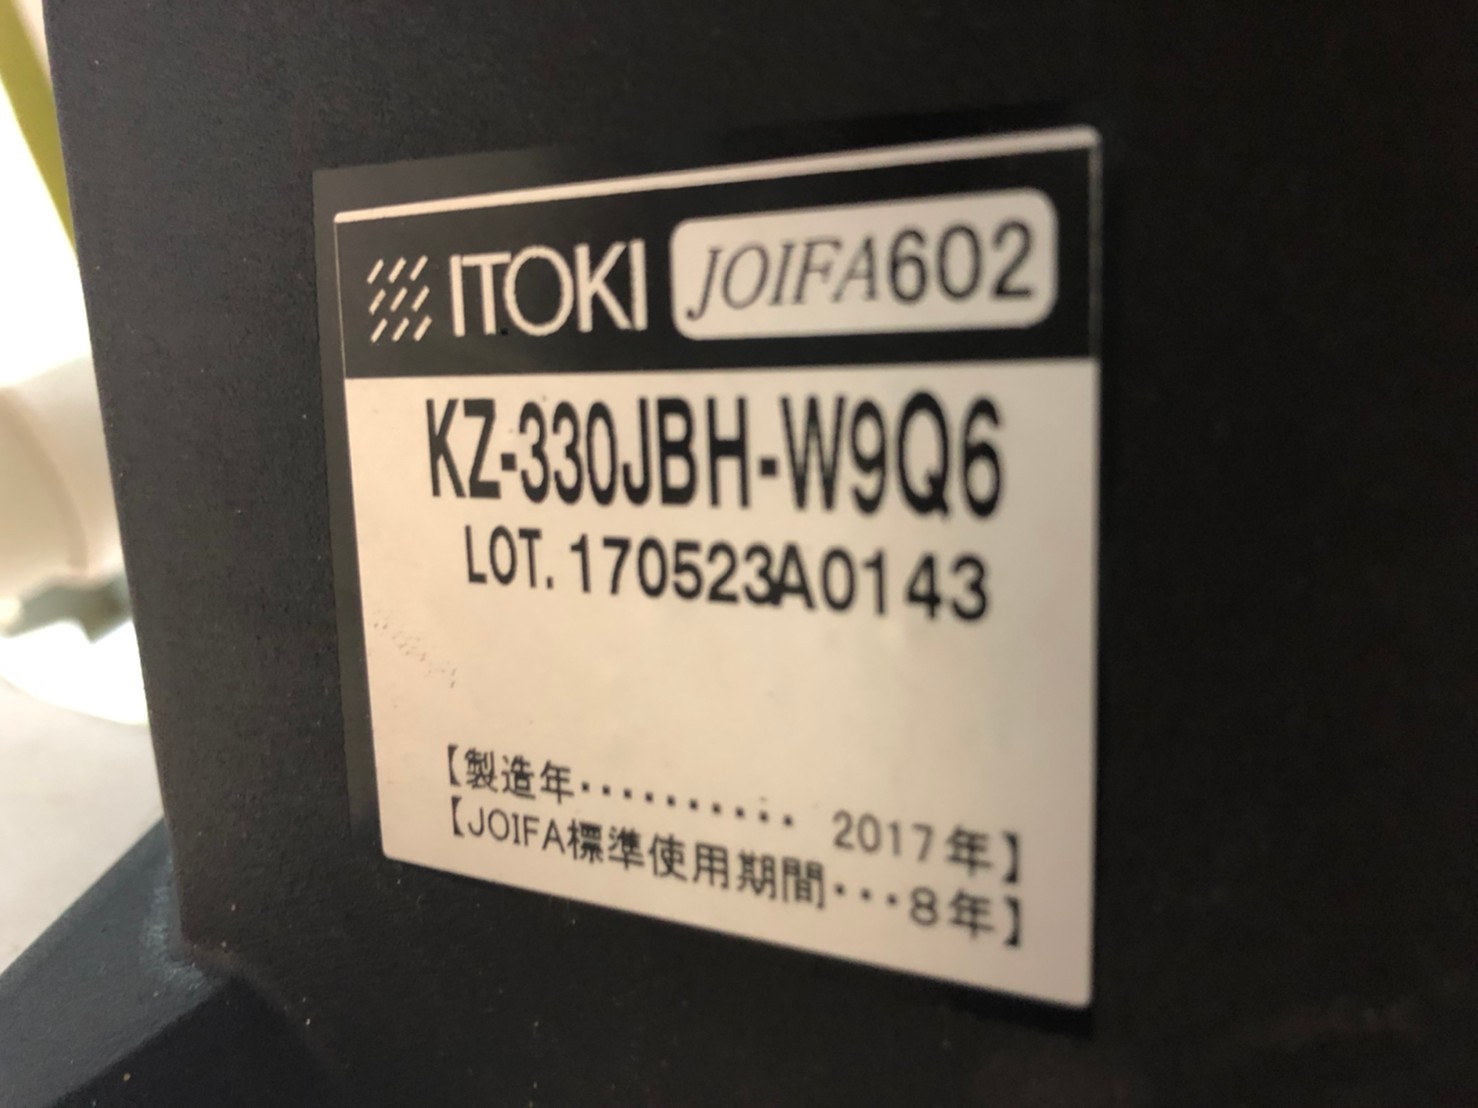 ITOKI JOIFA602
KZ-330JBH-W9Q6
LOT. 170523A0143
【製造年.......... 2017年】
【JOIFA標準使用期間...8年】